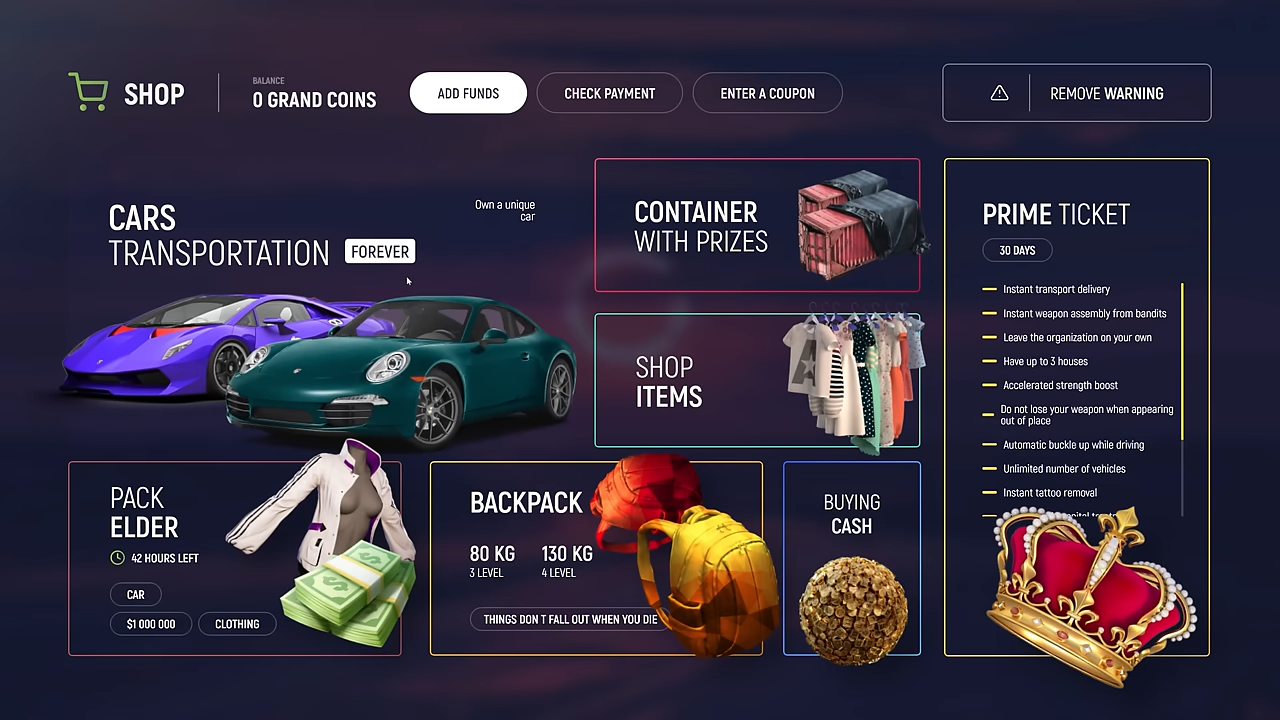 SHOP
BALANCE
0 GRAND COINS
ADD FUNDS
CHECK PAYMENT
ENTER A COUPON
REMOVE WARNING
CARS
TRANSPORTATION FOREVER
Own a unique
car
CONTAINER
WITH PRIZES
SHOP
ITEMS
PRIME TICKET
30 DAYS
Instant transport delivery
Instant weapon assembly from bandits
Leave the organization on your own
Have up to 3 houses
Accelerated strength boost
Do not lose your weapon when appearing
out of place
Automatic buckle up while driving
Unlimited number of vehicles
Instant tattoo removal
PACK
ELDER
42 HOURS LEFT
CAR
$1 000 000
CLOTHING
BACKPACK
80 KG 130 KG
3 LEVEL 4 LEVEL
THINGS DON T FALL OUT WHEN YOU DIE
BUYING
CASH